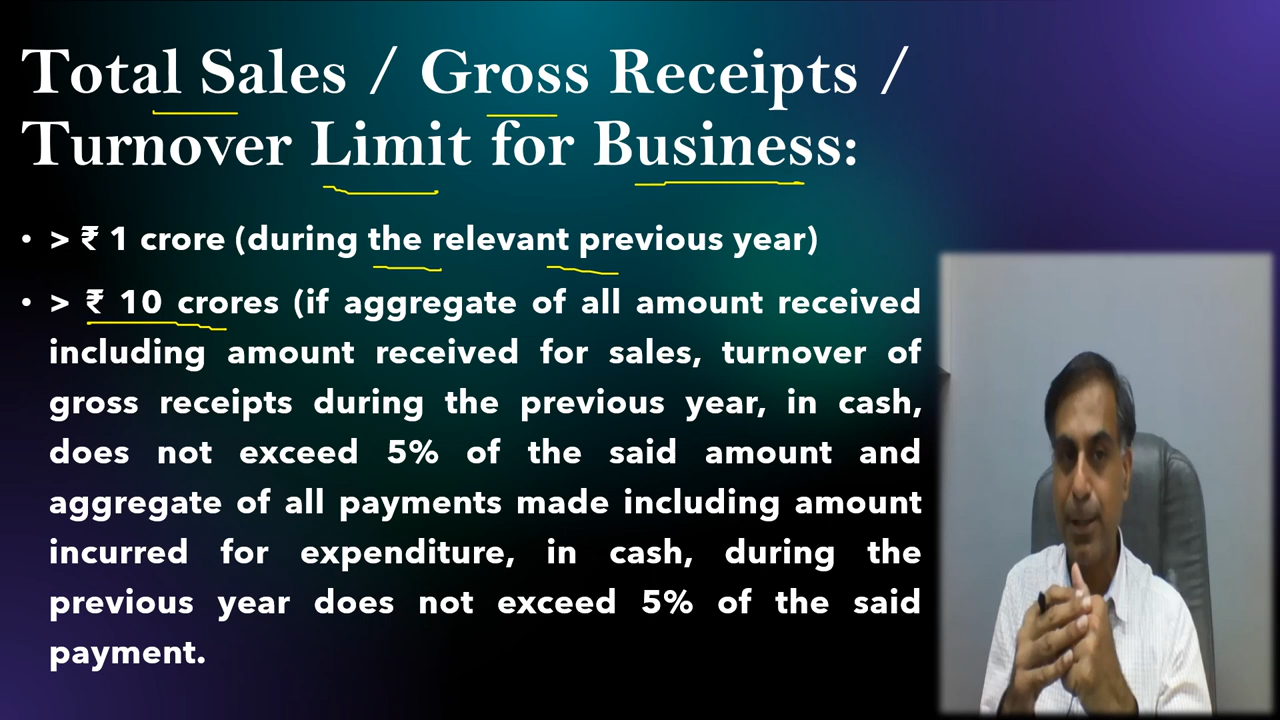 Total Sales / Gross Receipts /
Turnover Limit for Business:
• > ₹ 1 crore (during the relevant previous year)
• > ₹ 10 crores (if aggregate of all amount received
including amount received for sales, turnover of
gross receipts during the previous year, in cash,
does not exceed 5% of the said amount and
aggregate of all payments made including amount
incurred for expenditure, in cash, during the
previous year does not exceed 5% of the said
payment.